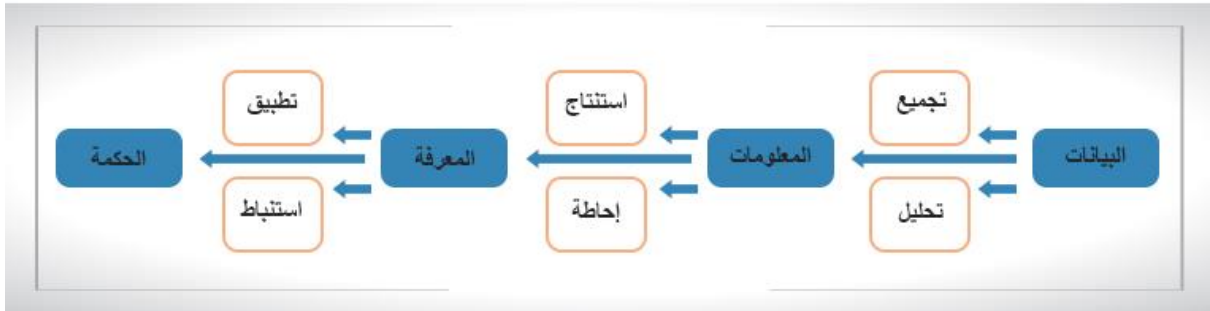 البيانات
تجميع
تحليل
المعلومات
استنتاج
إحاطة
المعرفة
تطبيق
استنباط
الحكمة